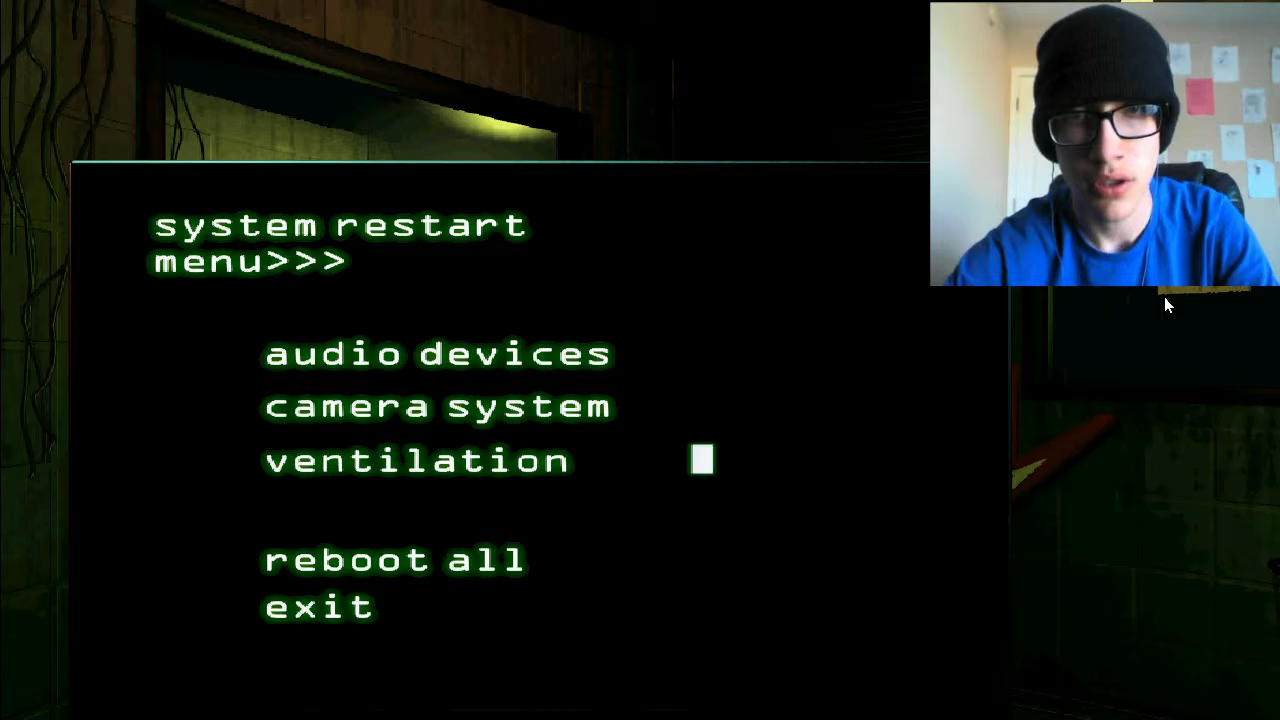 system restart
menu>>>
audio devices
camera system
ventilation
reboot all
exit